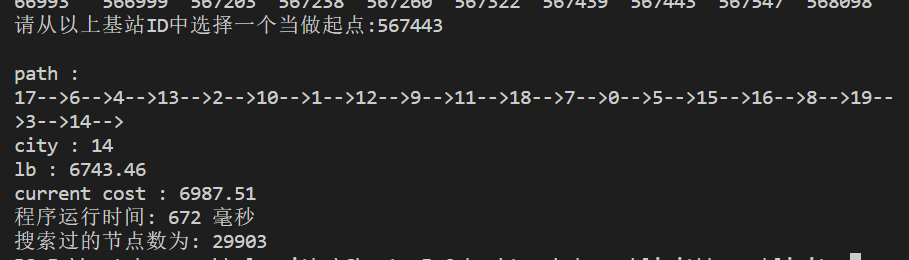 66993 566999 567203 567238 567260 567322 567439 567443 567547 568098
请从以上基站ID中选择一个当做起点:567443
path :
17-->6-->4-->13-->2-->10-->1-->12-->9-->11-->18-->7-->0-->5-->15-->16-->8-->19--
>3-->14-->
city : 14
lb : 6743.46
current cost : 6987.51
程序运行时间: 672 毫秒
搜索过的节点数为: 29903